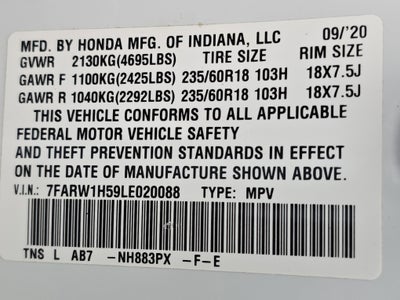 MFD. BY HONDA MFG. OF INDIANA, LLC 09/'20
GVWR 2130KG(4695LBS) TIRE SIZE RIM SIZE
GAWR F 1100KG(2425LBS) 235/60R18 103H 18X7.5J
GAWR R 1040KG(2292LBS) 235/60R18 103H 18X7.5J
THIS VEHICLE CONFORMS TO ALL APPLICABLE
FEDERAL MOTOR VEHICLE SAFETY
AND THEFT PREVENTION STANDARDS IN EFFECT
ON THE DATE OF MANUFACTURE SHOWN ABOVE.
V.I.N.: 7FARW1H59LE020088 TYPE: MPV
TNS L AB7 -NH883PX -F-E